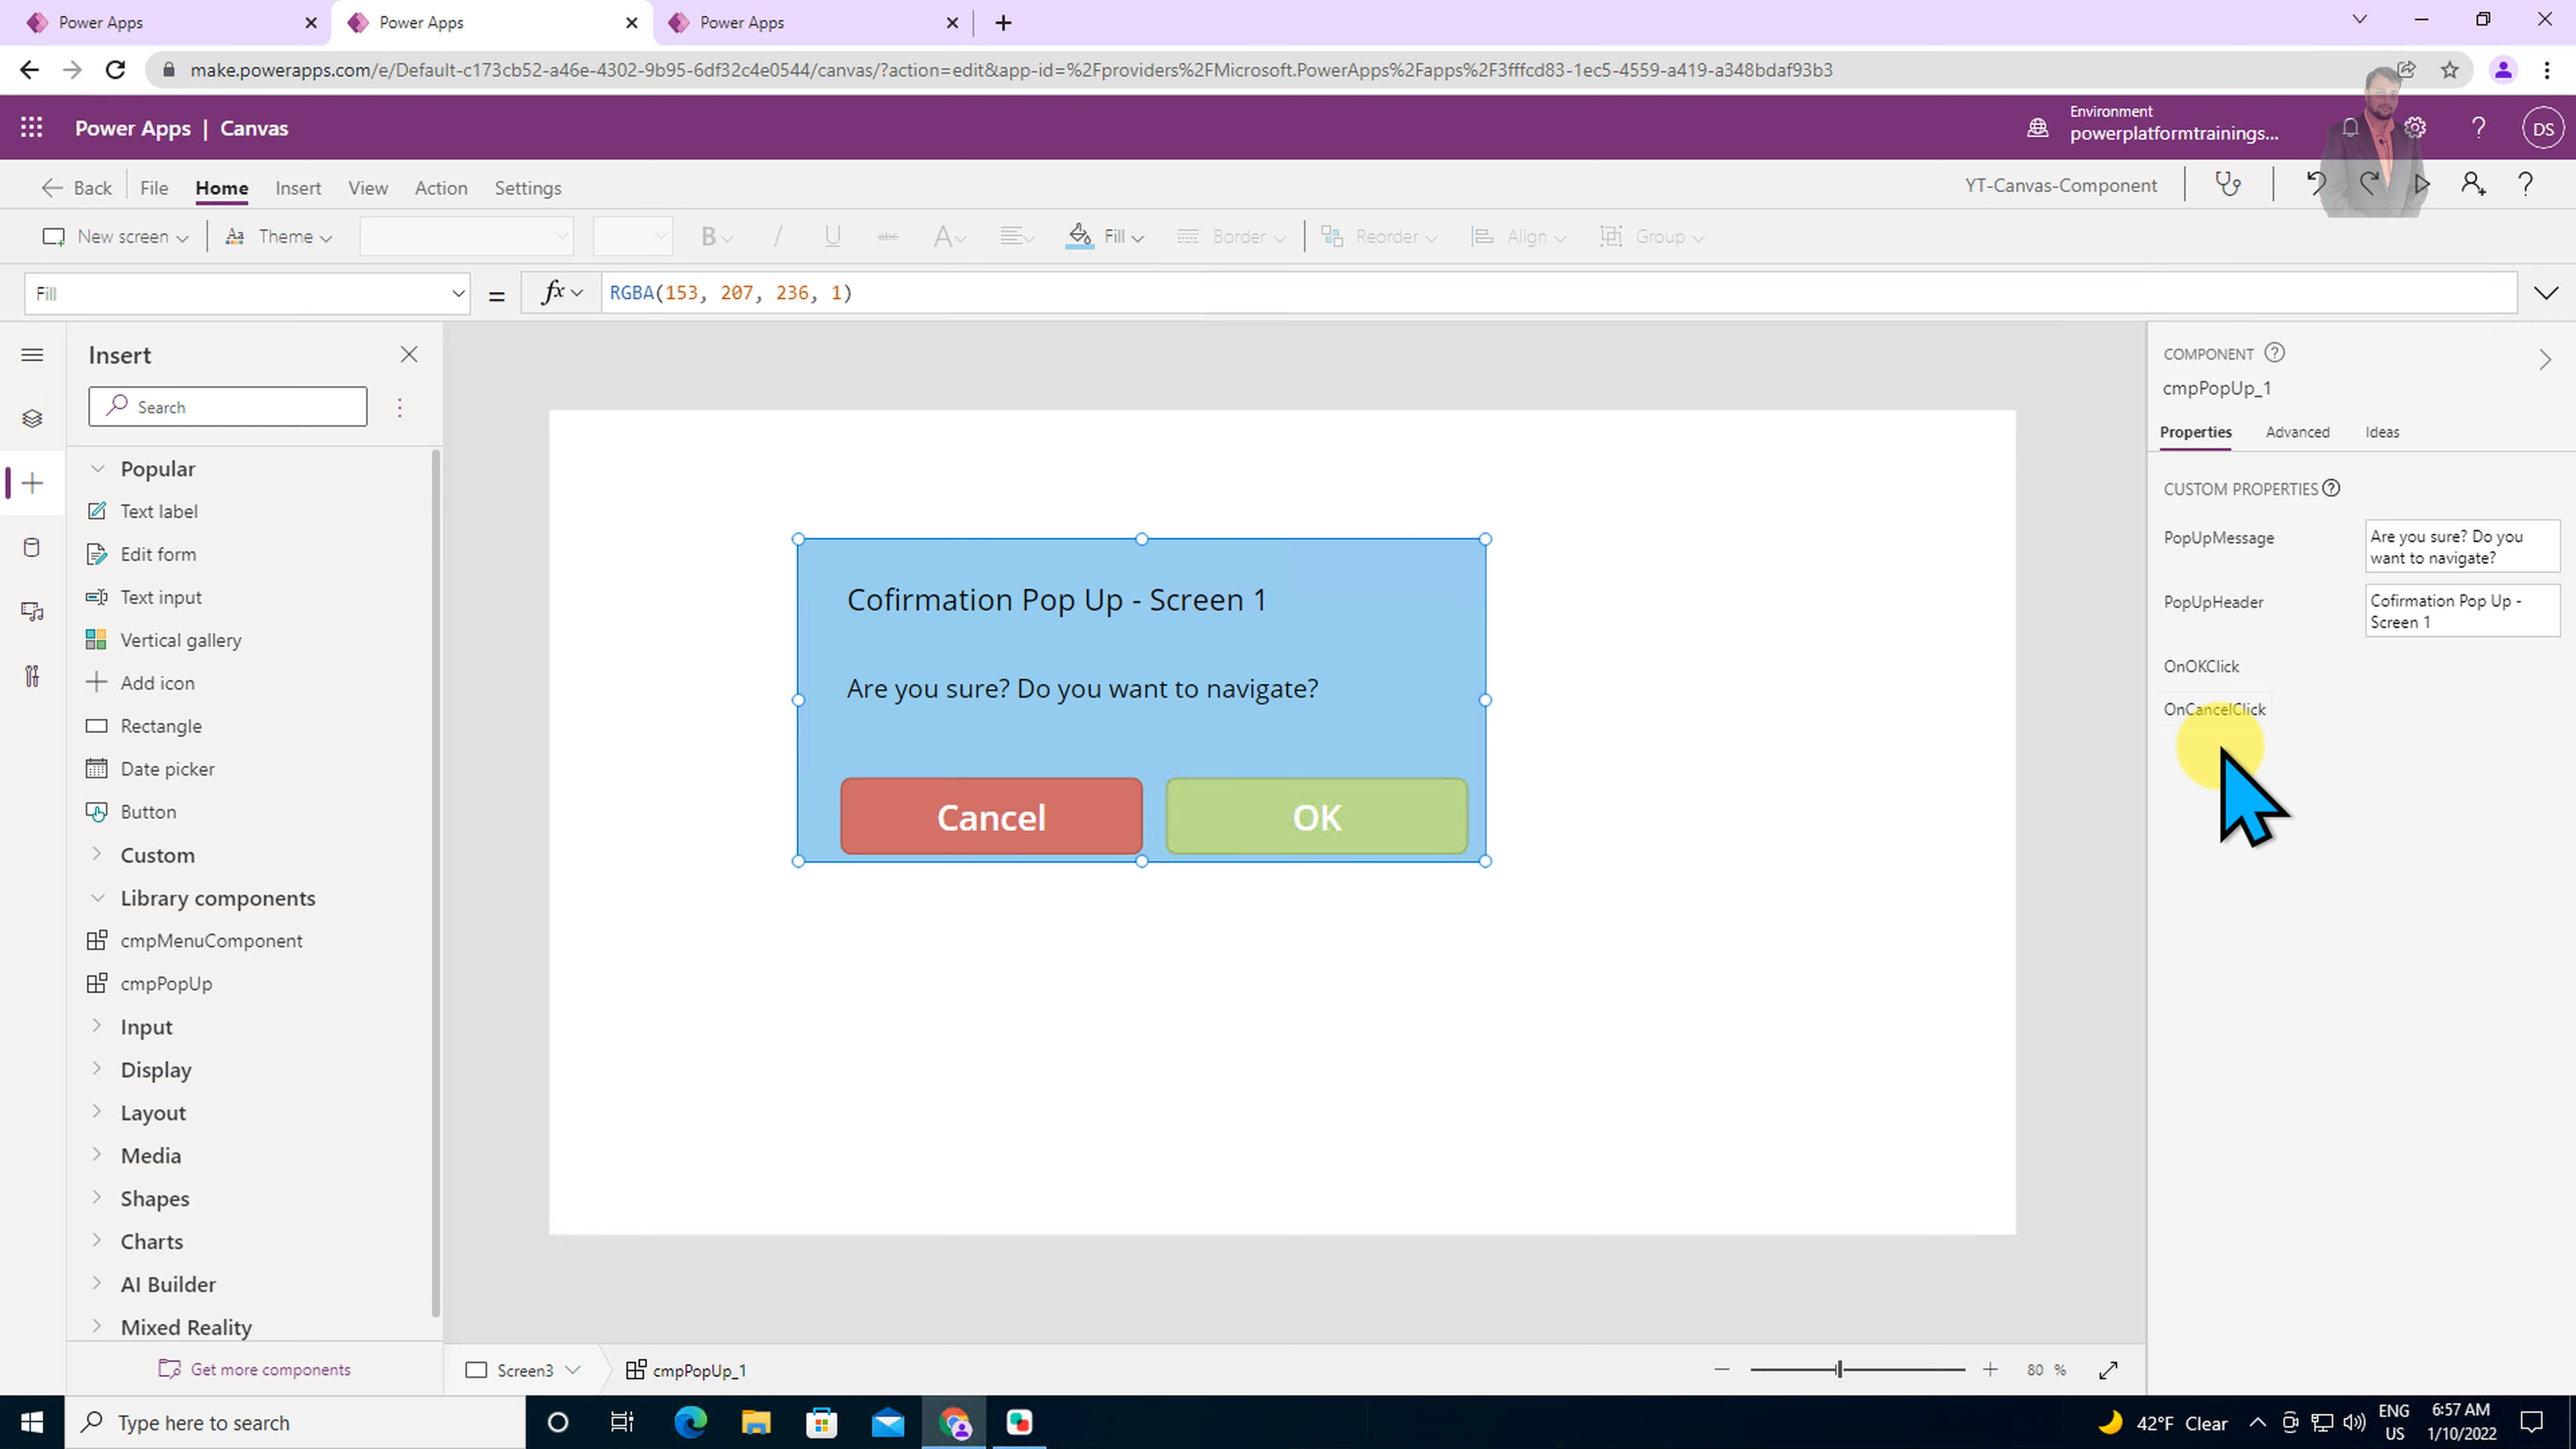 Power Apps
Power Apps
Power Apps
make.powerapps.com/e/Default-c173cb52-a46e-4302-9b95-6df32c4e0544/canvas/?action=edit&app-id=%2Fproviders%2FMicrosoft.PowerApps%2Fapps%2F3fffcd83-1ec5-4559-a419-a348bdaf93b3
Power Apps | Canvas
Environment
powerplatformtrainings...
DS
Back File Home Insert View Action Settings
YT-Canvas-Component
New screen Theme B / U abc A Fill Border Reorder Align Group
Fill = fx RGBA(153, 207, 236, 1)
Insert
Search
Popular
Text label
Edit form
Text input
Vertical gallery
Add icon
Rectangle
Date picker
Button
Custom
Library components
cmpMenuComponent
cmpPopUp
Input
Display
Layout
Media
Shapes
Charts
AI Builder
Mixed Reality
Get more components
Cofirmation Pop Up - Screen 1
Are you sure? Do you want to navigate?
Cancel
OK
COMPONENT
cmpPopUp_1
Properties Advanced Ideas
CUSTOM PROPERTIES
PopUpMessage
Are you sure? Do you
want to navigate?
PopUpHeader
Cofirmation Pop Up -
Screen 1
OnOKClick
OnCancelClick
Screen3
cmpPopUp_1
80 %
Type here to search
42°F Clear
ENG
US
6:57 AM
1/10/2022